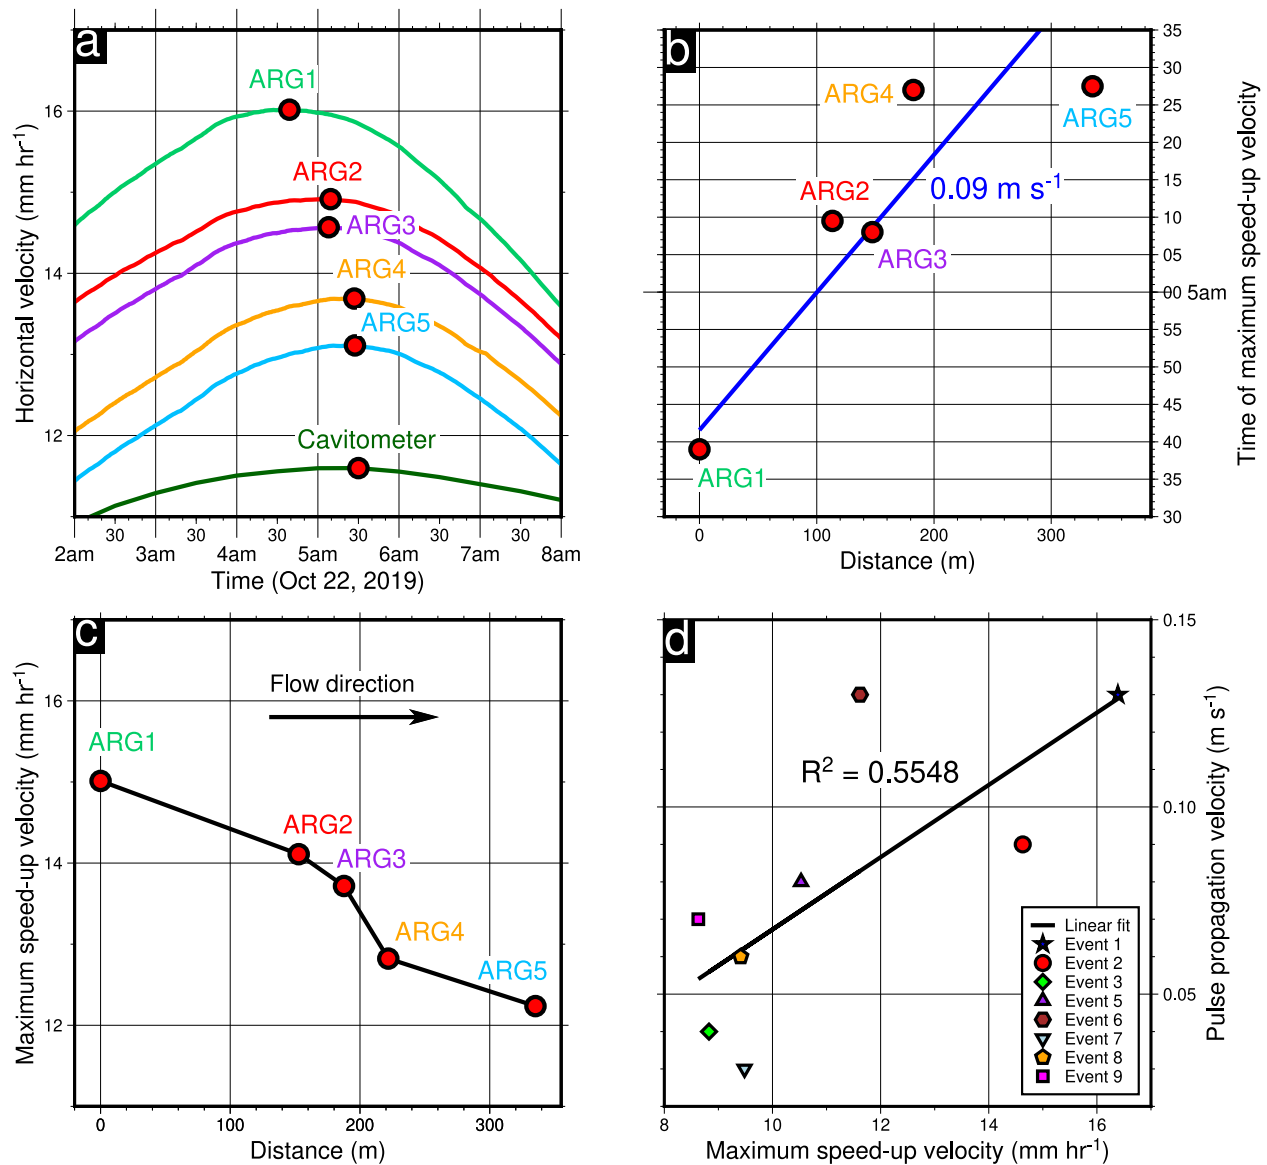 a
ARG1
ARG2
ARG3
ARG4
ARG5
Cavitometer
16
14
12
Horizontal velocity (mm hr⁻¹)
30 30 30 30 30 30
2am 3am 4am 5am 6am 7am 8am
Time (Oct 22, 2019)
b
ARG4
ARG5
ARG2
0.09 m s⁻¹
ARG3
ARG1
35
30
25
20
15
10
05
00 5am
55
50
45
40
35
30
Time of maximum speed-up velocity
0 100 200 300
Distance (m)
c
Flow direction
ARG1
ARG2
ARG3
ARG4
ARG5
16
14
12
Maximum speed-up velocity (mm hr⁻¹)
0 100 200 300
Distance (m)
d
R² = 0.5548
Linear fit
Event 1
Event 2
Event 3
Event 5
Event 6
Event 7
Event 8
Event 9
0.15
0.10
0.05
Pulse propagation velocity (m s⁻¹)
8 10 12 14 16
Maximum speed-up velocity (mm hr⁻¹)